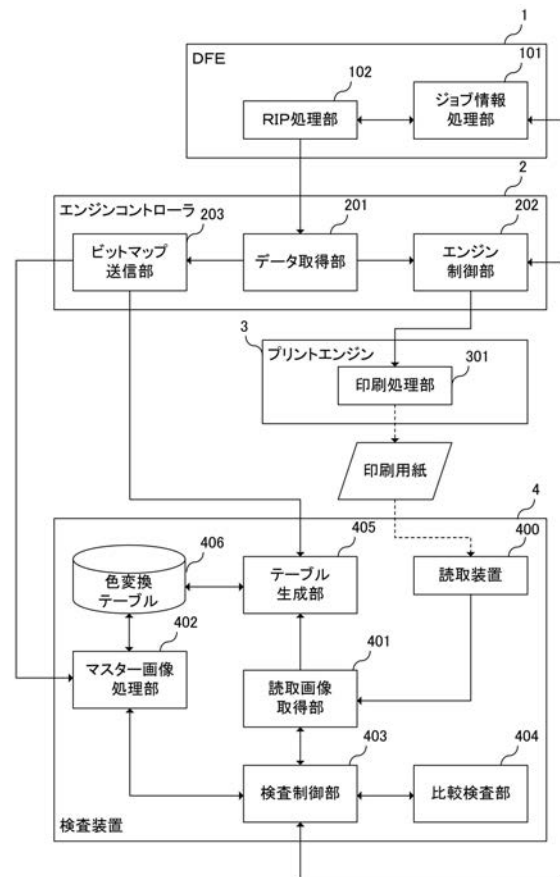 1
DFE
101
102
ジョブ情報
処理部
RIP処理部
2
エンジンコントローラ
203
201
202
ビットマップ
送信部
データ取得部
エンジン
制御部
3
プリントエンジン
301
印刷処理部
印刷用紙
4
405
400
406
色変換
テーブル
テーブル
生成部
読取装置
402
401
マスター画像
処理部
読取画像
取得部
403
404
検査制御部
比較検査部
検査装置